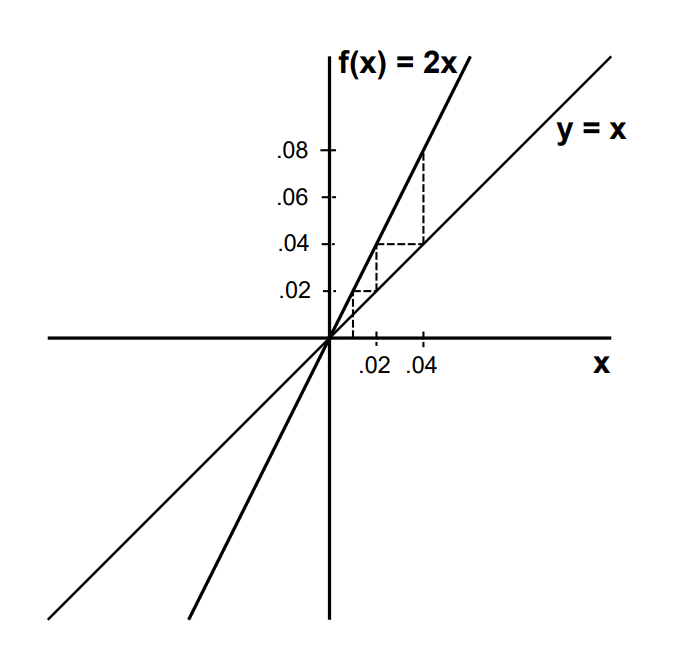 f(x) = 2x
y = x
.08
.06
.04
.02
.02 .04
x